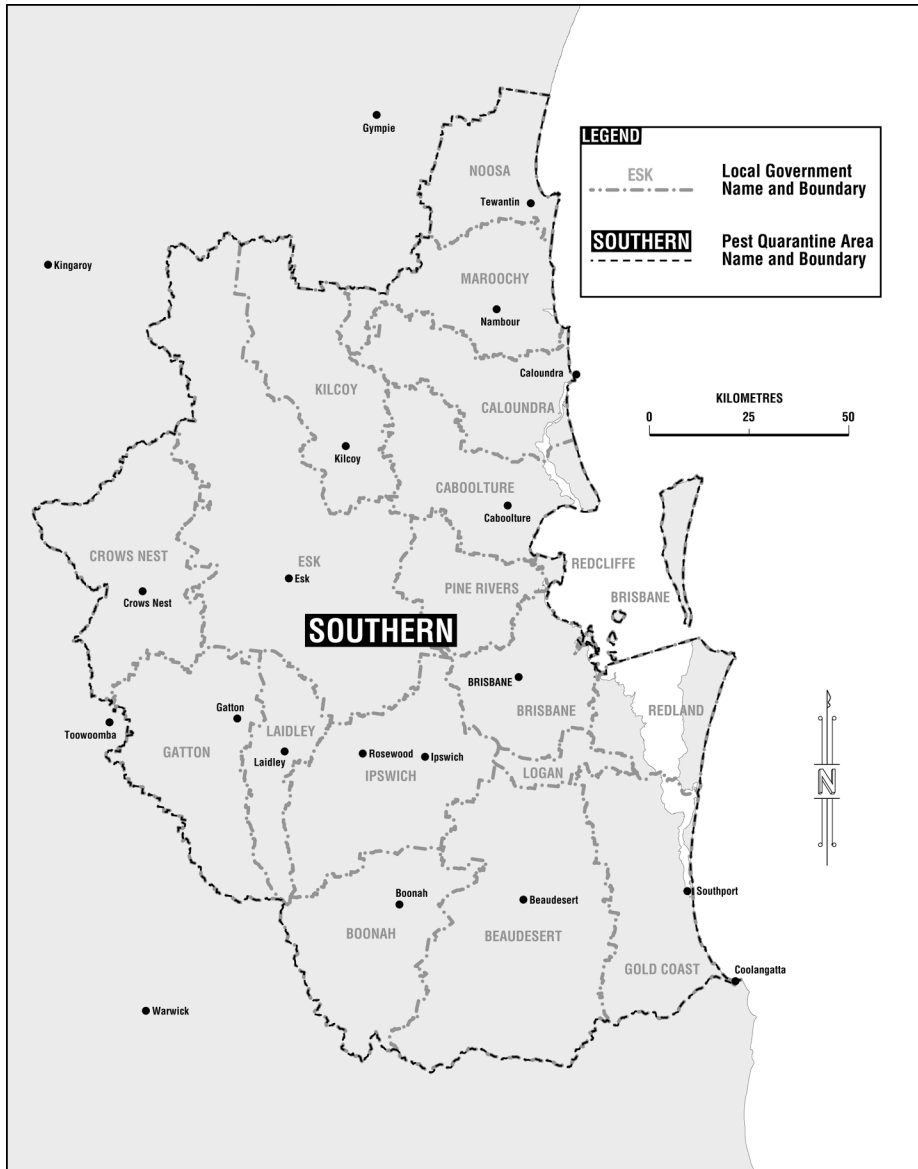 Gympie
LEGEND
ESK
Local Government
Name and Boundary
SOUTHERN
Pest Quarantine Area
Name and Boundary
NOOSA
Tewantin
Kingaroy
MAROOCHY
Nambour
Caloundra
KILOMETRES
0 25 50
KILCOY
CALOUNDRA
Kilcoy
CABOOLTURE
Caboolture
CROWS NEST
ESK
REDCLIFFE
Esk
PINE RIVERS
BRISBANE
Crows Nest
SOUTHERN
BRISBANE
BRISBANE
REDLAND
Gatton
Toowoomba
LAIDLEY
GATTON
Laidley
Rosewood
Ipswich
IPSWICH
LOGAN
N
Southport
Boonah
Beaudesert
BOONAH
BEAUDESERT
GOLD COAST
Coolangatta
Warwick